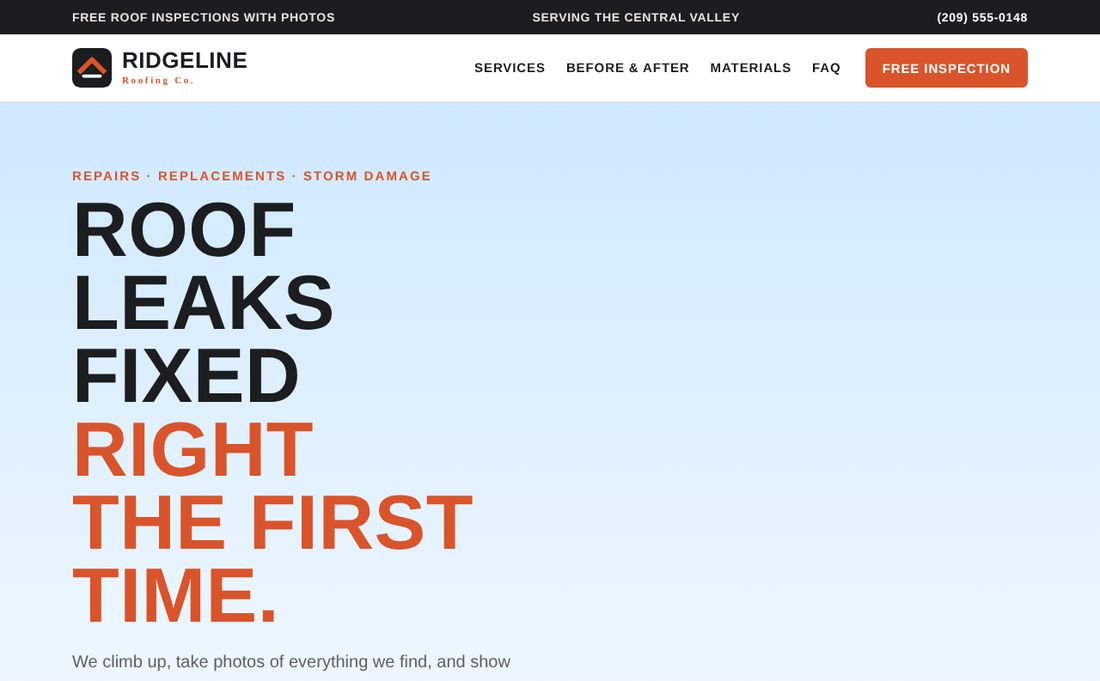 FREE ROOF INSPECTIONS WITH PHOTOS
SERVING THE CENTRAL VALLEY
(209) 555-0148
RIDGELINE
Roofing Co.
SERVICES
BEFORE & AFTER
MATERIALS
FAQ
FREE INSPECTION
REPAIRS · REPLACEMENTS · STORM DAMAGE
ROOF
LEAKS
FIXED
RIGHT
THE FIRST
TIME.
We climb up, take photos of everything we find, and show